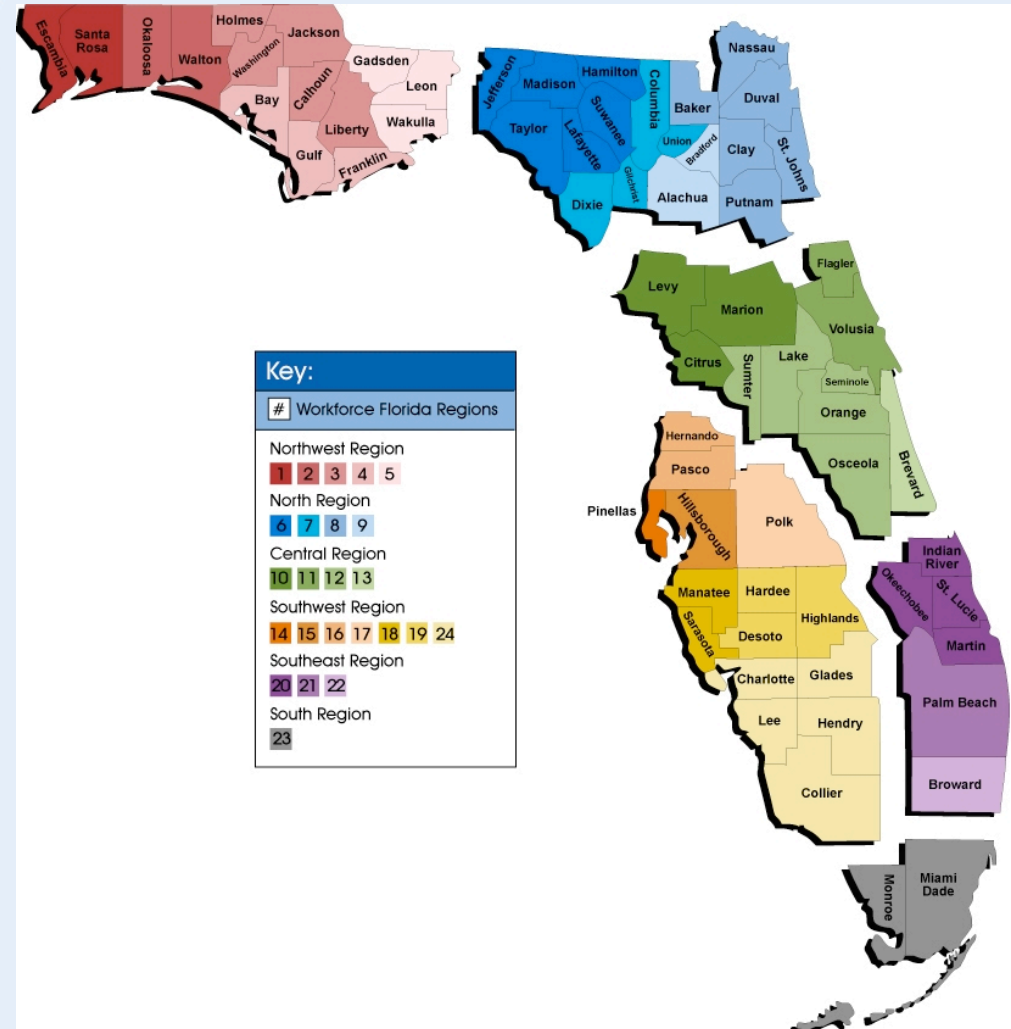 Escambia
Santa
Rosa
Okaloosa
Walton
Holmes
Washington
Jackson
Bay
Calhoun
Gulf
Liberty
Franklin
Gadsden
Leon
Wakulla
Jefferson
Madison
Hamilton
Taylor
Lafayette
Suwanee
Columbia
Dixie
Gilchrist
Union
Baker
Bradford
Alachua
Nassau
Duval
Clay
St. Johns
Putnam
Levy
Marion
Citrus
Flagler
Volusia
Sumter
Lake
Seminole
Orange
Osceola
Brevard
Hernando
Pasco
Pinellas
Hillsborough
Polk
Manatee
Hardee
Highlands
Sarasota
Desoto
Charlotte
Glades
Lee
Hendry
Collier
Indian
River
Okeechobee
St. Lucie
Martin
Palm Beach
Broward
Monroe
Miami
Dade
Key:
# Workforce Florida Regions
Northwest Region
1 2 3 4 5
North Region
6 7 8 9
Central Region
10 11 12 13
Southwest Region
14 15 16 17 18 19 24
Southeast Region
20 21 22
South Region
23